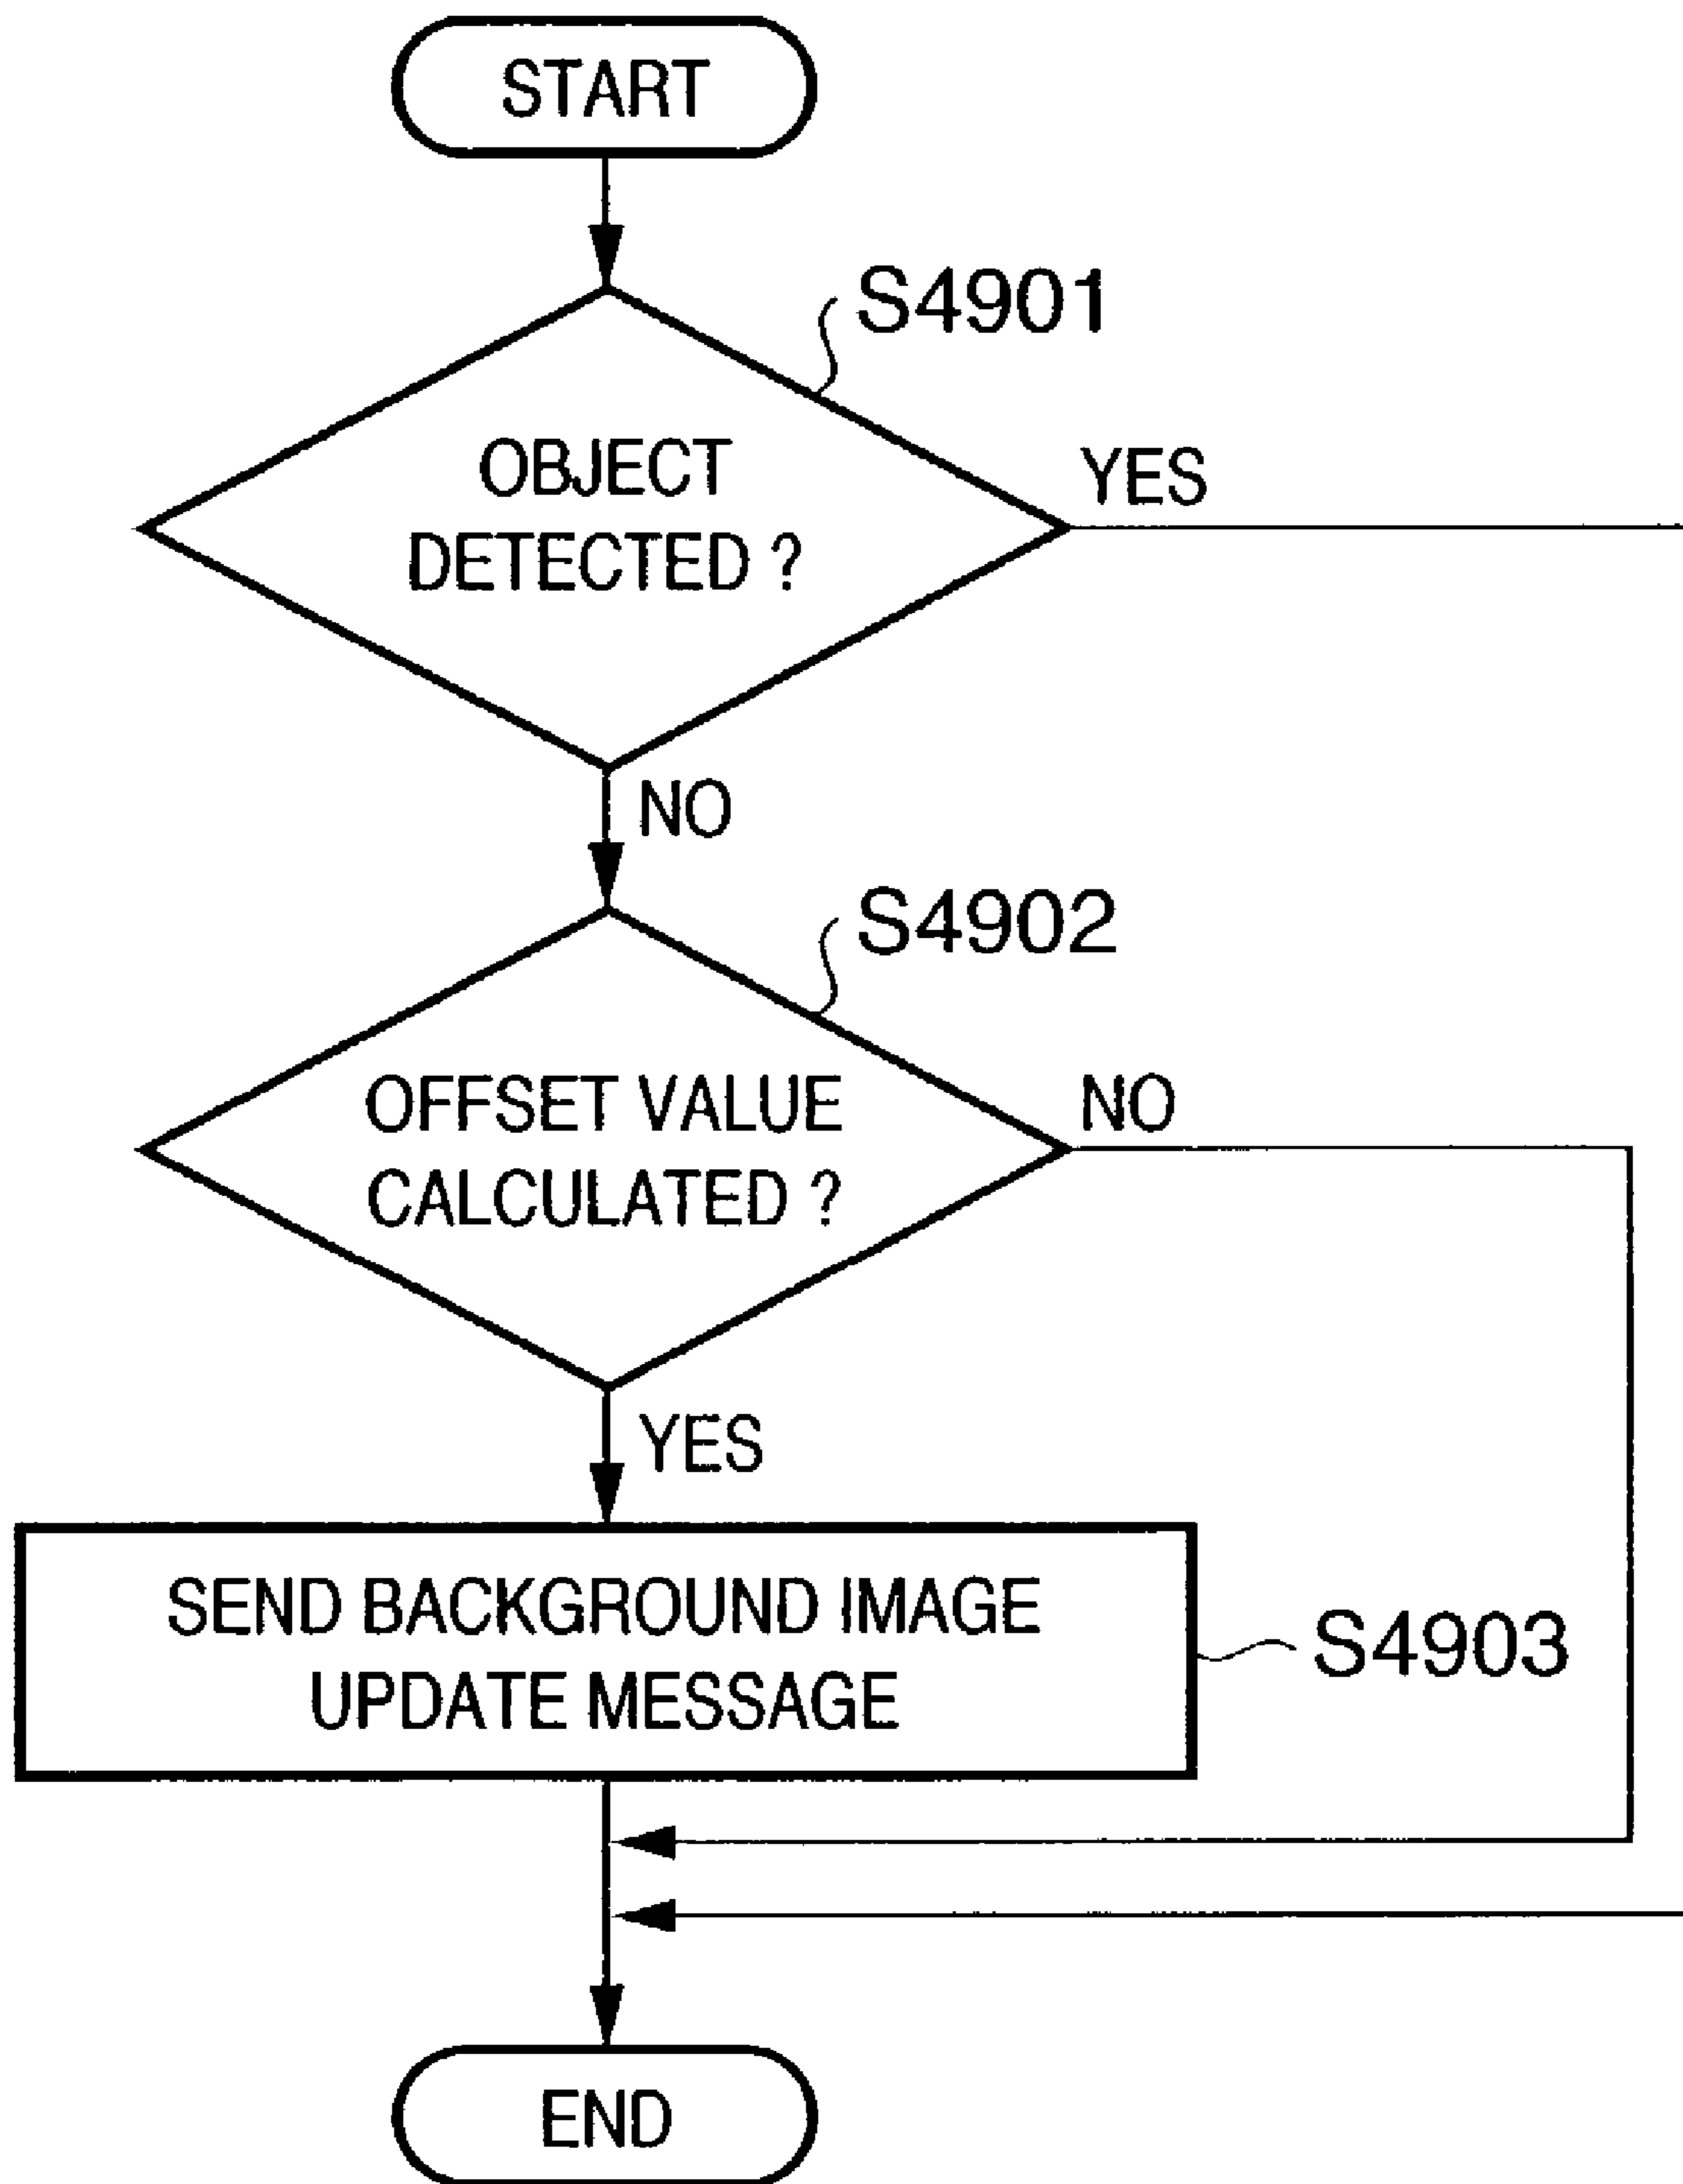 START
S4901
OBJECT
DETECTED ?
YES
NO
S4902
OFFSET VALUE
CALCULATED ?
NO
YES
SEND BACKGROUND IMAGE
UPDATE MESSAGE
S4903
END